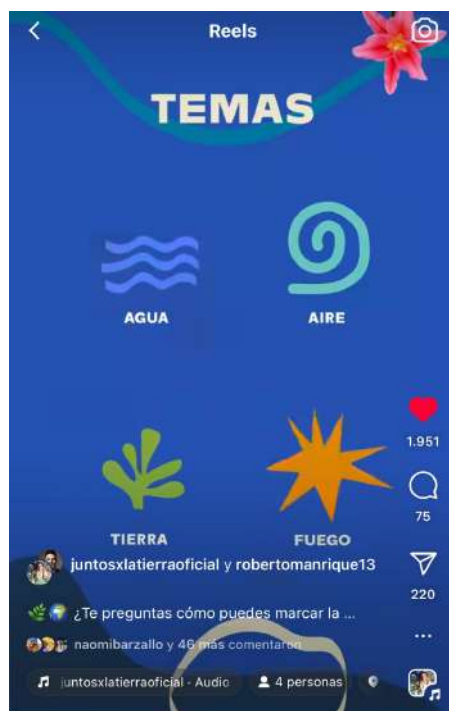 Reels
TEMAS
AGUA
AIRE
1.951
75
TIERRA
FUEGO
juntosxlatierraoficial y robertomanrique13
220
¿Te preguntas cómo puedes marcar la ...
naomibarzallo y 46 más comentaron
juntosxlatierraoficial · Audio
4 personas